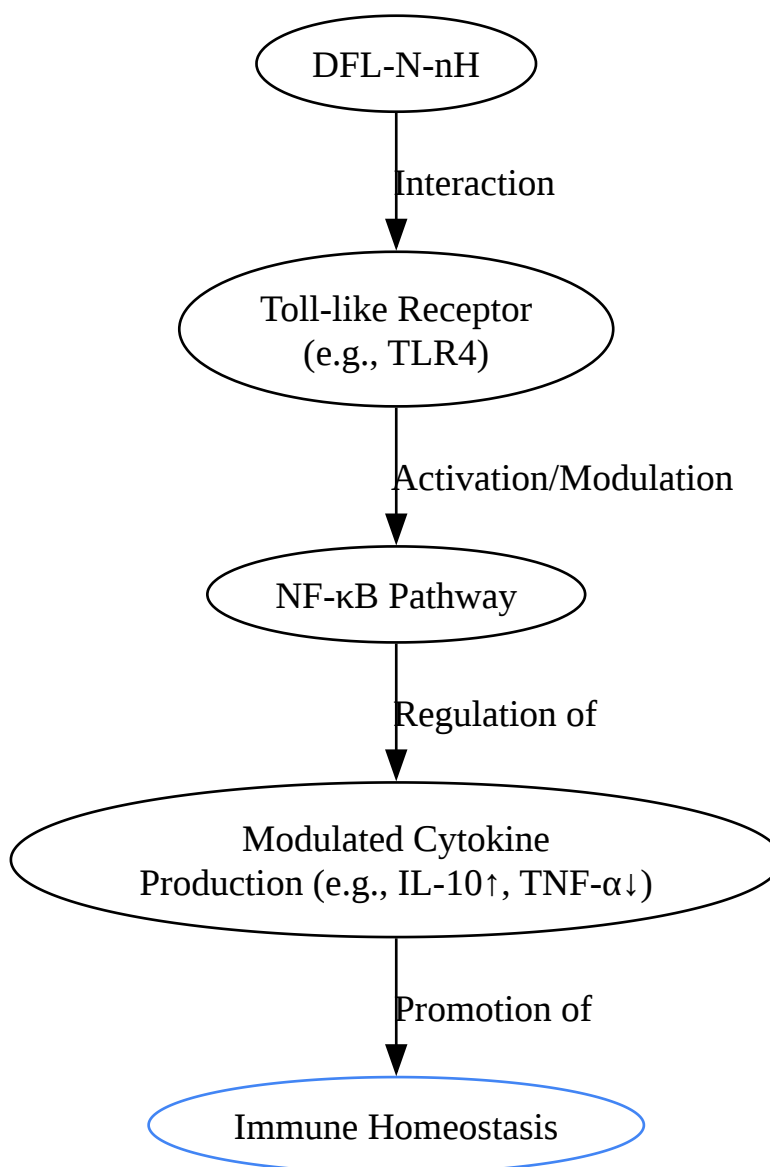 DFL-N-nH
Interaction
Toll-like Receptor
(e.g., TLR4)
Activation/Modulation
NF-κB Pathway
Regulation of
Modulated Cytokine
Production (e.g., IL-10↑, TNF-α↓)
Promotion of
Immune Homeostasis